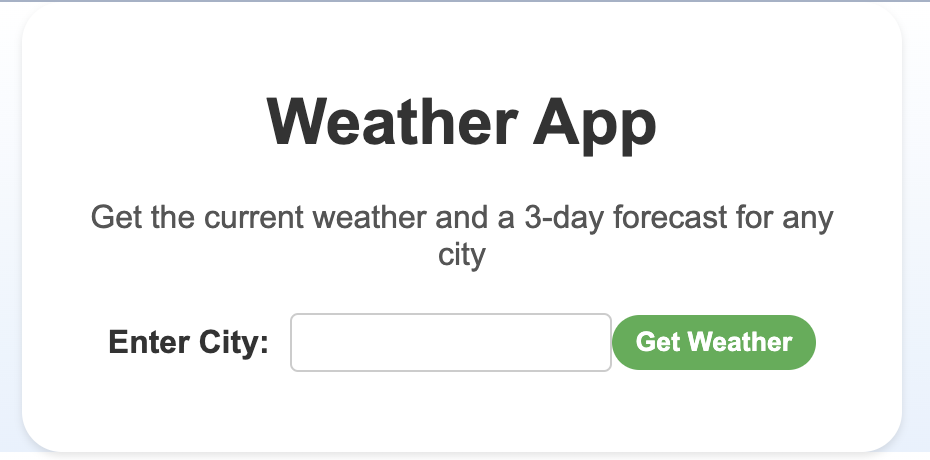 Weather App
Get the current weather and a 3-day forecast for any
city
Enter City: Get Weather